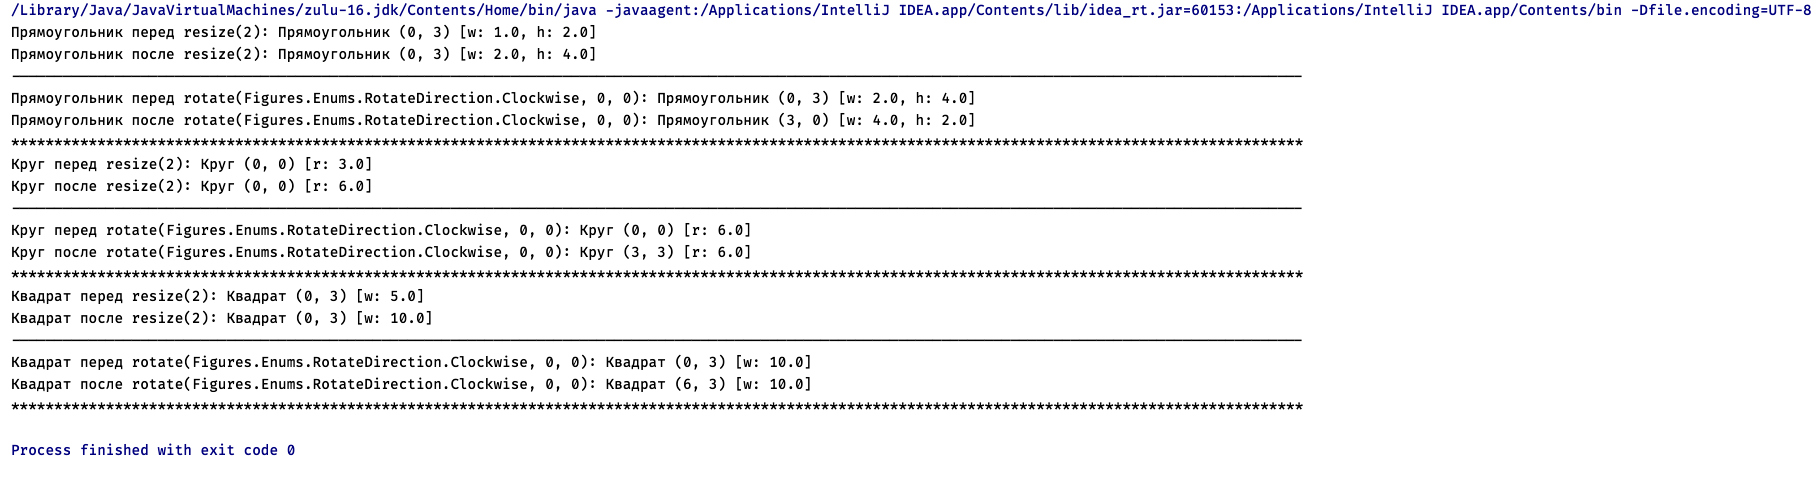 /Library/Java/JavaVirtualMachines/zulu-16.jdk/Contents/Home/bin/java -javaagent:/Applications/IntelliJ IDEA.app/Contents/lib/idea_rt.jar=60153:/Applications/IntelliJ IDEA.app/Contents/bin -Dfile.encoding=UTF-8
Прямоугольник перед resize(2): Прямоугольник (0, 3) [w: 1.0, h: 2.0]
Прямоугольник после resize(2): Прямоугольник (0, 3) [w: 2.0, h: 4.0]
------------------------------------------------------------------------------------------------------------------------------------------------------
Прямоугольник перед rotate(Figures.Enums.RotateDirection.Clockwise, 0, 0): Прямоугольник (0, 3) [w: 2.0, h: 4.0]
Прямоугольник после rotate(Figures.Enums.RotateDirection.Clockwise, 0, 0): Прямоугольник (3, 0) [w: 4.0, h: 2.0]
******************************************************************************************************************************************************
Круг перед resize(2): Круг (0, 0) [r: 3.0]
Круг после resize(2): Круг (0, 0) [r: 6.0]
------------------------------------------------------------------------------------------------------------------------------------------------------
Круг перед rotate(Figures.Enums.RotateDirection.Clockwise, 0, 0): Круг (0, 0) [r: 6.0]
Круг после rotate(Figures.Enums.RotateDirection.Clockwise, 0, 0): Круг (3, 3) [r: 6.0]
******************************************************************************************************************************************************
Квадрат перед resize(2): Квадрат (0, 3) [w: 5.0]
Квадрат после resize(2): Квадрат (0, 3) [w: 10.0]
------------------------------------------------------------------------------------------------------------------------------------------------------
Квадрат перед rotate(Figures.Enums.RotateDirection.Clockwise, 0, 0): Квадрат (0, 3) [w: 10.0]
Квадрат после rotate(Figures.Enums.RotateDirection.Clockwise, 0, 0): Квадрат (6, 3) [w: 10.0]
******************************************************************************************************************************************************
Process finished with exit code 0